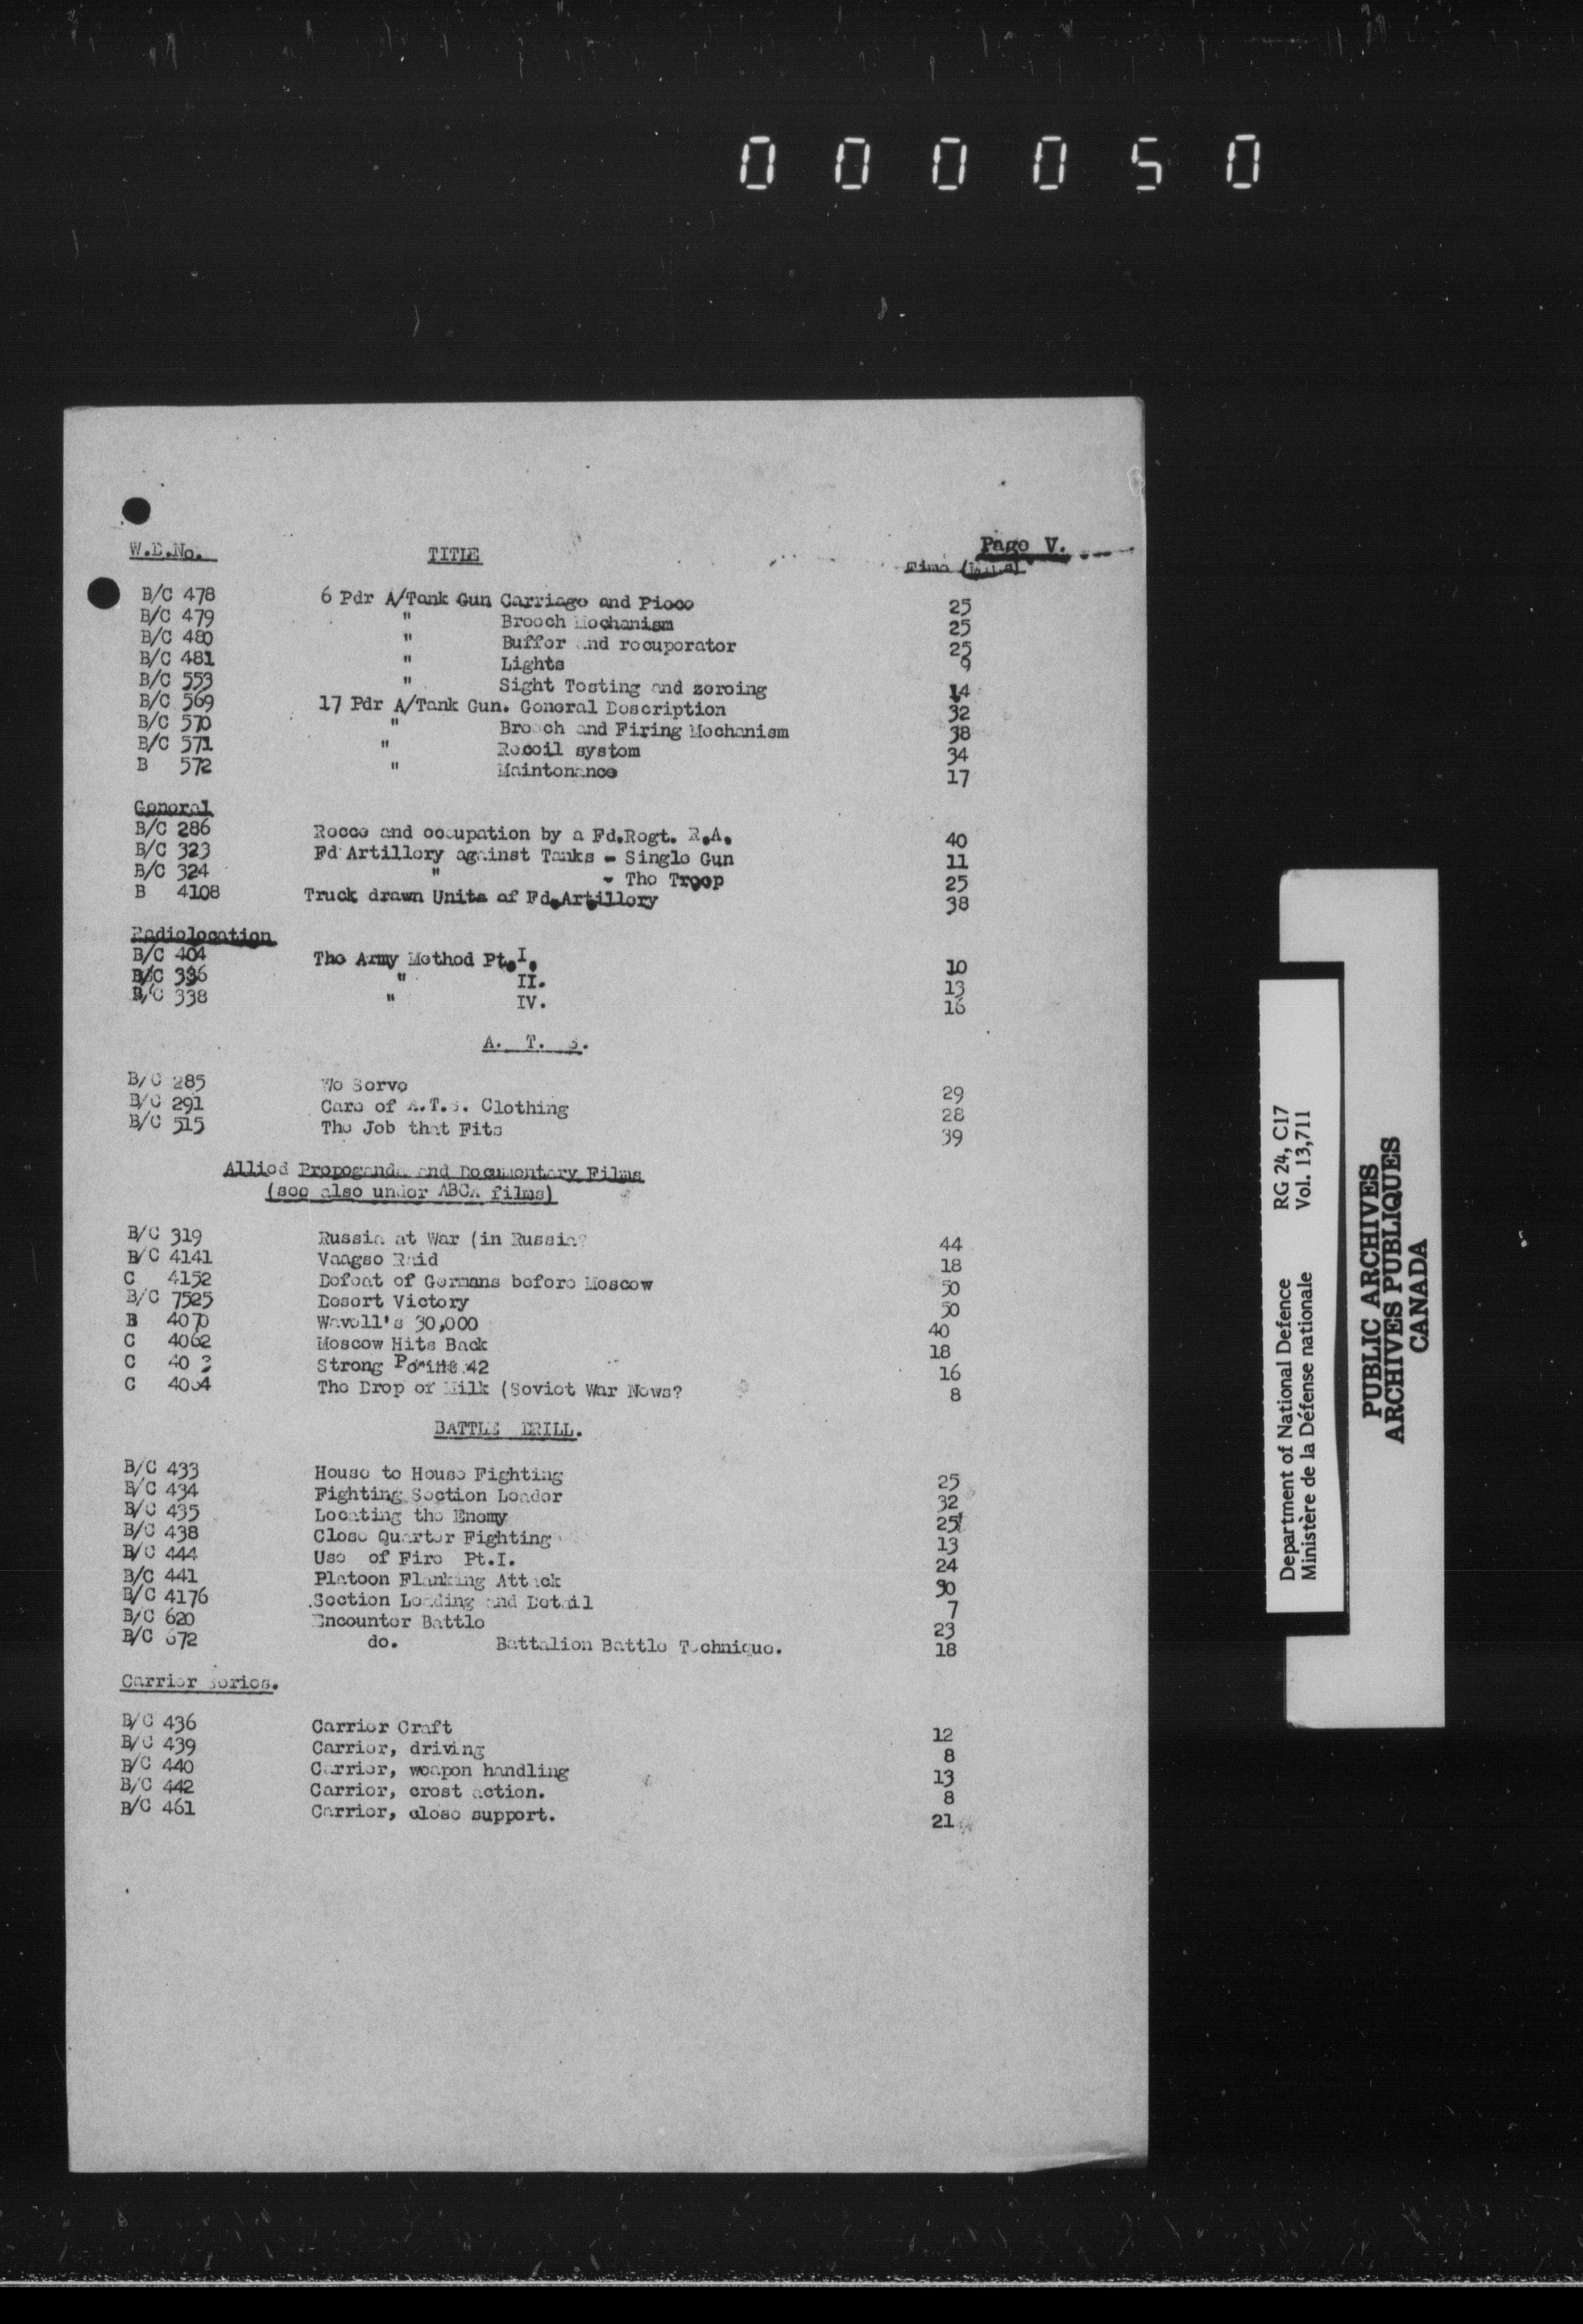 000050
Page V.
W.D.No. TITLE Time (Mins)
B/C 478 6 Pdr A/Tank Gun Carriage and Piece 25
B/C 479 " Breech Mechanism 25
B/C 480 " Buffer and recuperator 25
B/C 481 " Lights 9
B/C 553 " Sight Testing and zeroing 14
B/C 569 17 Pdr A/Tank Gun. General Description 32
B/C 570 " Breech and Firing Mechanism 38
B/C 571 " Recoil system 34
B 572 " Maintenance 17
General
B/C 286 Recce and occupation by a Fd.Regt. R.A. 40
B/C 323 Fd Artillery against Tanks - Single Gun 11
B/C 324 " - The Troop 25
B 4108 Truck drawn Units of Fd.Artillery 38
Radiolocation
B/C 404 The Army Method Pt.I. 10
B/C 336 " II. 13
B/C 338 " IV. 16
A. T. S.
B/C 285 We Serve 29
B/C 291 Care of A.T.S. Clothing 28
B/C 515 The Job that Fits 39
Allied Propoganda and Documentary Films
(see also under ABCA films)
B/C 319 Russia at War (in Russia? 44
B/C 4141 Vaagso Raid 18
C 4152 Defeat of Germans before Moscow 50
B/C 7525 Desert Victory 50
B 4070 Wavell's 30,000 40
C 4062 Moscow Hits Back 18
C Strong Points 42 16
C The Drop of Milk (Soviet War News? 8
BATTLE DRILL.
B/C 433 House to House Fighting 25
B/C 434 Fighting Section Leader 32
B/C 435 Locating the Enemy 25
B/C 438 Close Quarter Fighting 13
B/C 444 Use of Fire Pt.I. 24
B/C 441 Platoon Flanking Attack 30
B/C 4176 Section Leading and Detail 7
B/C 620 Encounter Battle 23
B/C 672 do. Battalion Battle Technique. 18
Carrier Series.
B/C 436 Carrier Craft 12
B/C 439 Carrier, driving 8
B/C 440 Carrier, weapon handling 13
B/C 442 Carrier, crest action. 8
B/C 461 Carrier, close support. 21
Department of National Defence RG 24, C17
Ministère de la Défense nationale Vol. 13,711
PUBLIC ARCHIVES
ARCHIVES PUBLIQUES
CANADA